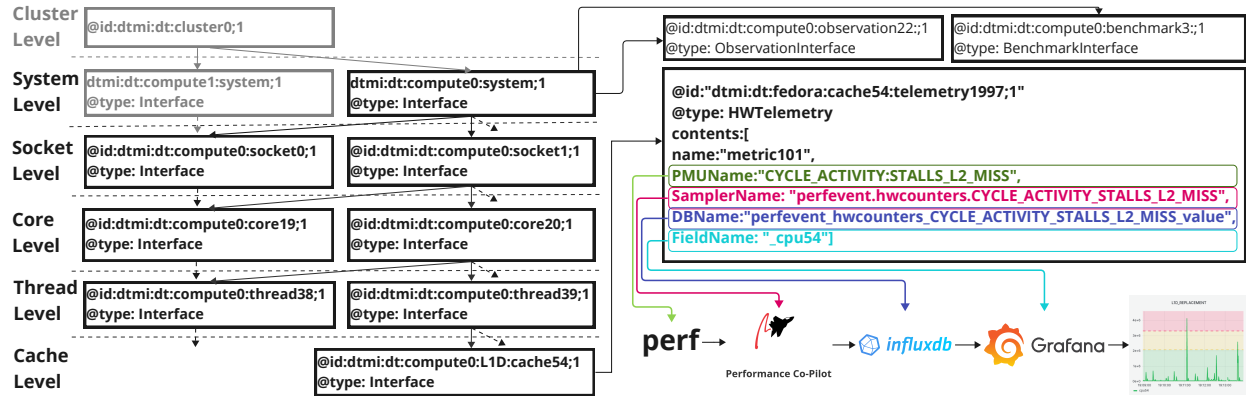 Cluster
Level
@id:dtmi:dt:cluster0;1
@id:dtmi:dt:compute0:observation22:;1
@type: ObservationInterface
@id:dtmi:dt:compute0:benchmark3:;1
@type: BenchmarkInterface
System
Level
dtmi:dt:compute1:system;1
@type: Interface
dtmi:dt:compute0:system;1
@type: Interface
Socket
Level
@id:dtmi:dt:compute0:socket0;1
@type: Interface
@id:dtmi:dt:compute0:socket1;1
@type: Interface
Core
Level
@id:dtmi:dt:compute0:core19;1
@type: Interface
@id:dtmi:dt:compute0:core20;1
@type: Interface
Thread
Level
@id:dtmi:dt:compute0:thread38;1
@type: Interface
@id:dtmi:dt:compute0:thread39;1
@type: Interface
Cache
Level
@id:dtmi:dt:compute0:L1D:cache54;1
@type: Interface
@id:"dtmi:dt:fedora:cache54:telemetry1997;1"
@type: HWTelemetry
contents:[
name:"metric101",
PMUName:"CYCLE_ACTIVITY:STALLS_L2_MISS",
SamplerName: "perfevent.hwcounters.CYCLE_ACTIVITY_STALLS_L2_MISS",
DBName:"perfevent_hwcounters_CYCLE_ACTIVITY_STALLS_L2_MISS_value",
FieldName: "_cpu54"]
perf
Performance Co-Pilot
influxdb
Grafana